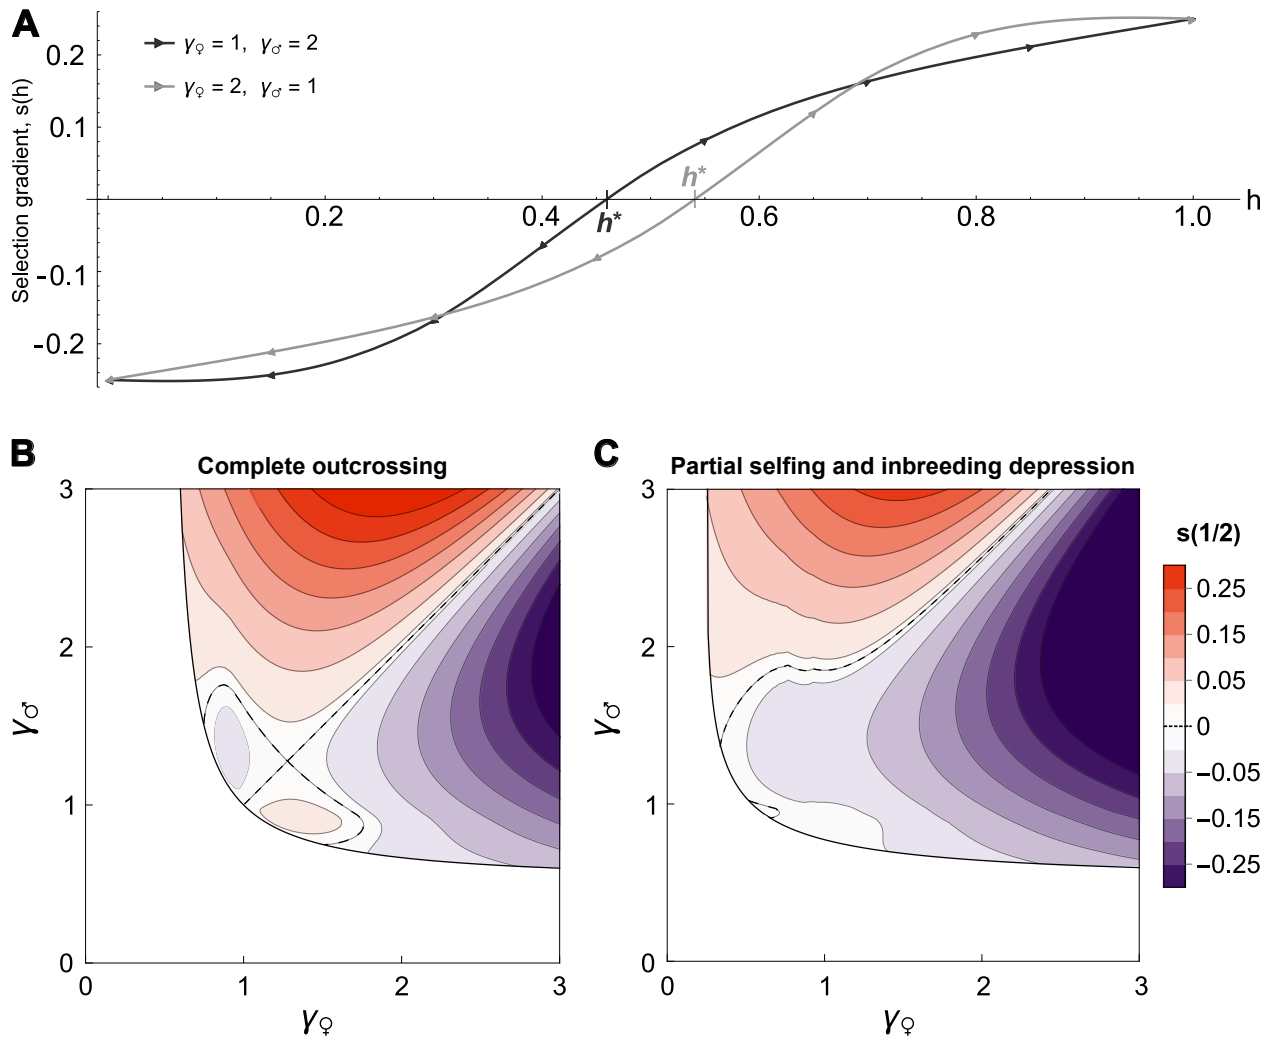 A
γ♀ = 1, γ♂ = 2
γ♀ = 2, γ♂ = 1
Selection gradient, s(h)
0.2
0.1
−0.1
−0.2
0.2
0.4
0.6
0.8
1.0
h
h*
h*
B
Complete outcrossing
3
2
1
0
γ♂
0
1
2
3
γ♀
C
Partial selfing and inbreeding depression
3
2
1
0
γ♂
0
1
2
3
γ♀
s(1/2)
0.25
0.15
0.05
0
−0.05
−0.15
−0.25